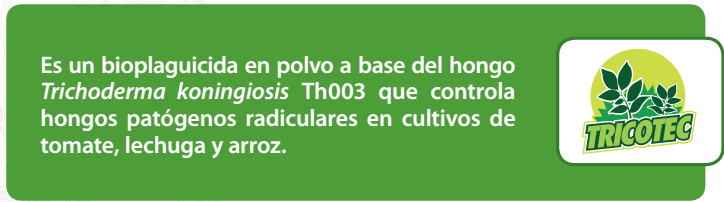 Es un bioplaguicida en polvo a base del hongo
Trichoderma koningiosis Th003 que controla
hongos patógenos radiculares en cultivos de
tomate, lechuga y arroz.
TRICOTEC